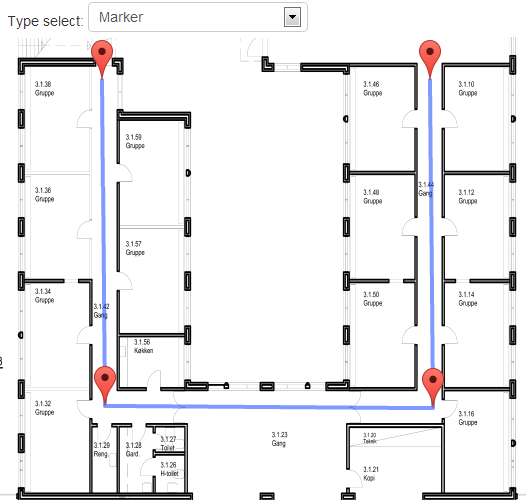 Type select: Marker
3.1.38
Gruppe
3.1.46
Gruppe
3.1.10
Gruppe
3.1.59
Gruppe
3.1.36
Gruppe
3.1.48
Gruppe
3.1.44
Gang
3.1.12
Gruppe
3.1.57
Gruppe
3.1.34
Gruppe
3.1.42
Gang
3.1.50
Gruppe
3.1.14
Gruppe
3.1.56
Køkken
3.1.32
Gruppe
3.1.16
Gruppe
3.1.29
Reng.
3.1.28
Gard.
3.1.27
Toilet
3.1.26
H-toilet
3.1.23
Gang
3.1.20
Teknik
3.1.21
Kopi